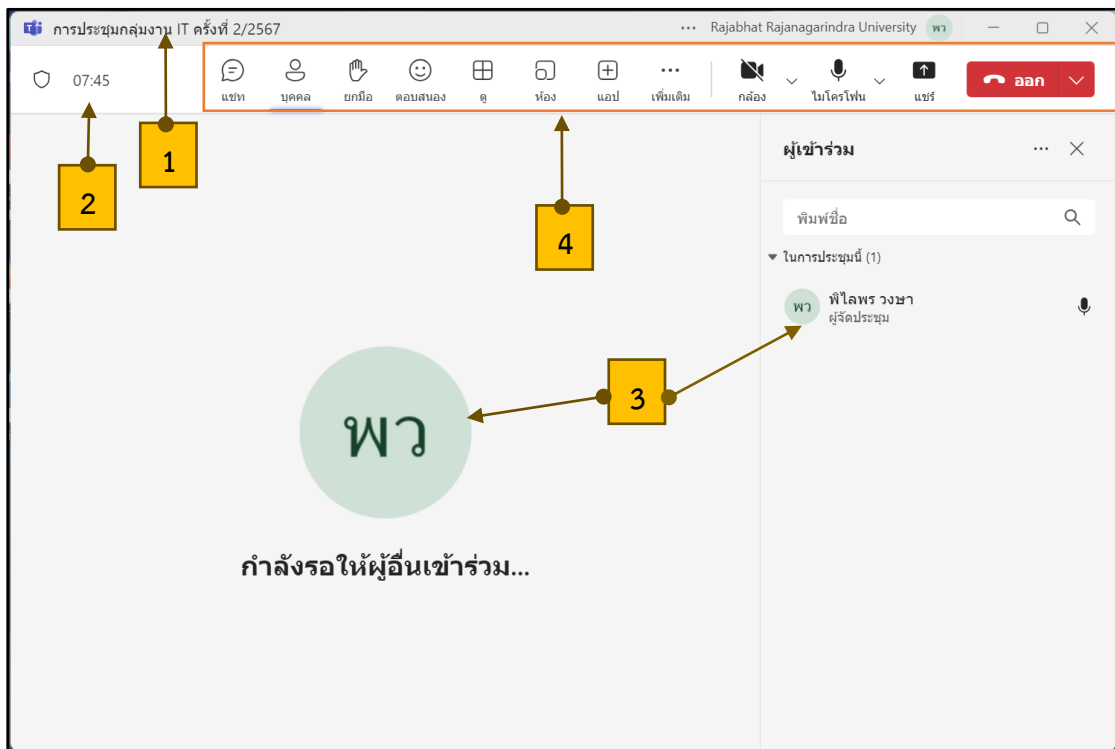 การประชุมกลุ่มงาน IT ครั้งที่ 2/2567
... Rajabhat Rajanagarindra University พว
07:45
แชท บุคคล ยกมือ ตอบสนอง ดู ห้อง แอป เพิ่มเติม กล้อง ไมโครโฟน แชร์ ออก
1
2
4
ผู้เข้าร่วม ...
พิมพ์ชื่อ
ในการประชุมนี้ (1)
พว พิไลพร วงษา
ผู้จัดประชุม
3
พว
กำลังรอให้ผู้อื่นเข้าร่วม...